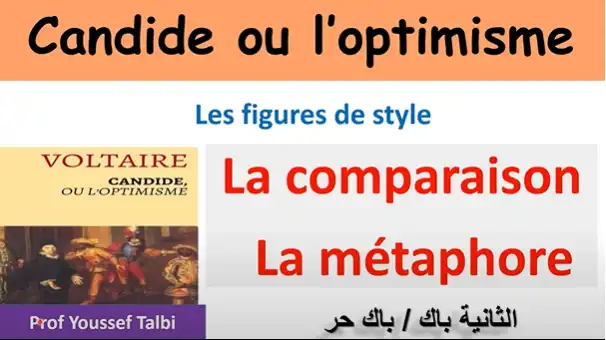 Candide ou l'optimisme
Les figures de style
VOLTAIRE
CANDIDE,
OU L'OPTIMISME
La comparaison
La métaphore
Prof Youssef Talbi
الثانية باك / باك حر